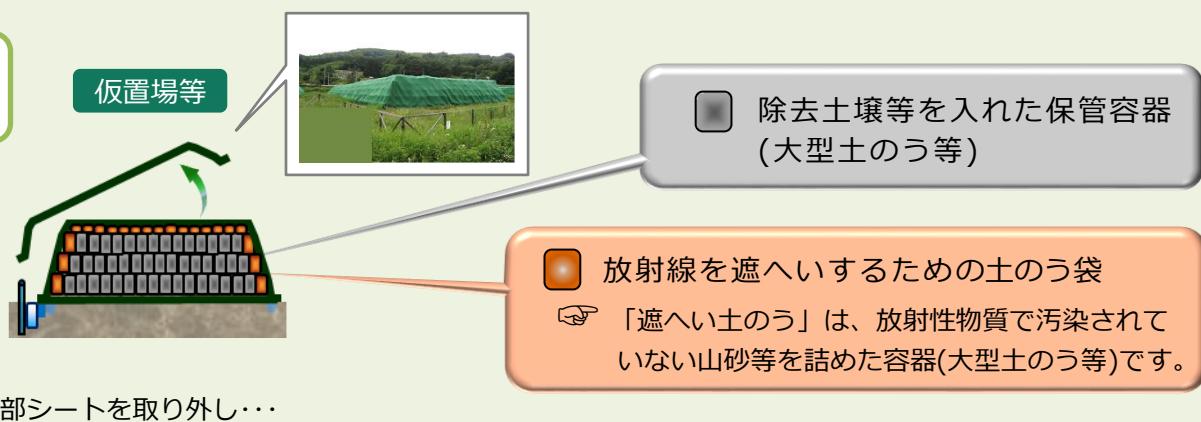 仮置場等
除去土壌等を入れた保管容器
(大型土のう等)
放射線を遮へいするための土のう袋
☞ 「遮へい土のう」は、放射性物質で汚染されて
いない山砂等を詰めた容器(大型土のう等)です。
部シートを取り外し･･･